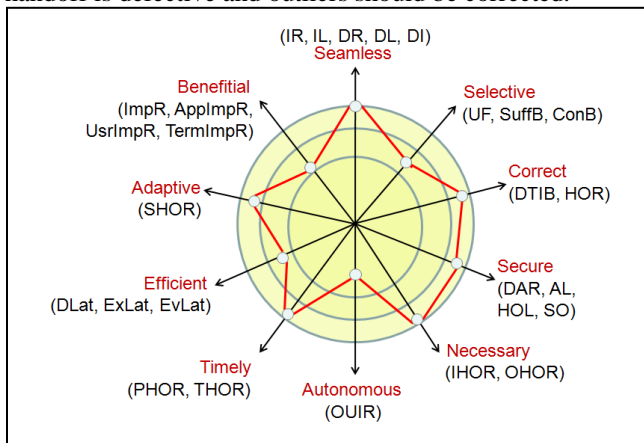 handoff is defective and outliers should be corrected.
(IR, IL, DR, DL, DI)
Seamless
Benefitial
(ImpR, AppImpR,
UsrImpR, TermImpR)
Selective
(UF, SuffB, ConB)
Adaptive
(SHOR)
Correct
(DTIB, HOR)
Efficient
(DLat, ExLat, EvLat)
Secure
(DAR, AL,
HOL, SO)
Timely
(PHOR, THOR)
Autonomous
(OUIR)
Necessary
(IHOR, OHOR)